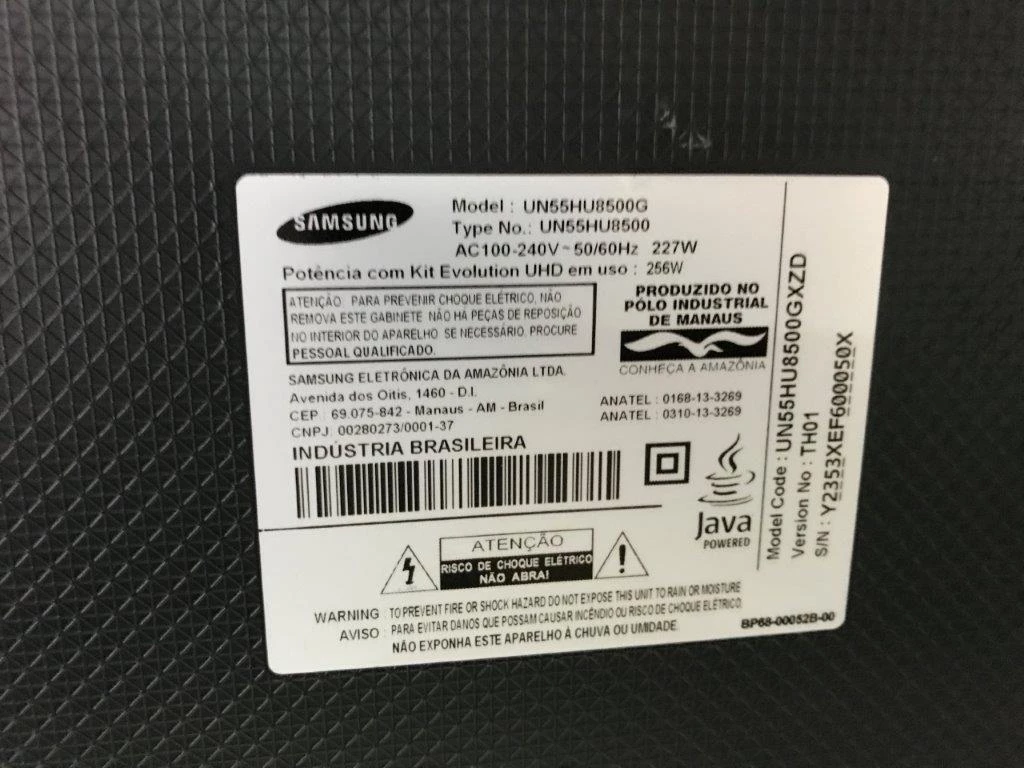 SAMSUNG
Model : UN55HU8500G
Type No.: UN55HU8500
AC100-240V~50/60Hz 227W
Potência com Kit Evolution UHD em uso : 256W
ATENÇÃO: PARA PREVENIR CHOQUE ELÉTRICO, NÃO
REMOVA ESTE GABINETE NÃO HÁ PEÇAS DE REPOSIÇÃO
NO INTERIOR DO APARELHO SE NECESSÁRIO, PROCURE
PESSOAL QUALIFICADO.
PRODUZIDO NO
PÓLO INDUSTRIAL
DE MANAUS
CONHEÇA A AMAZÔNIA
SAMSUNG ELETRÔNICA DA AMAZÔNIA LTDA.
Avenida dos Oitis, 1460 - D.I.
CEP : 69.075-842 - Manaus - AM - Brasil
CNPJ: 00280273/0001-37
ANATEL : 0168-13-3269
ANATEL : 0310-13-3269
INDÚSTRIA BRASILEIRA
Java
POWERED
Model Code : UN55HU8500GXZD
Version No : TH01
S/N : Y2353XEF600050X
ATENÇÃO
RISCO DE CHOQUE ELÉTRICO
NÃO ABRA!
WARNING : TO PREVENT FIRE OR SHOCK HAZARD DO NOT EXPOSE THIS UNIT TO RAIN OR MOISTURE
AVISO : PARA EVITAR DANOS QUE POSSAM CAUSAR INCÊNDIO OU RISCO DE CHOQUE ELÉTRICO,
NÃO EXPONHA ESTE APARELHO À CHUVA OU UMIDADE.
BP68-00052B-00